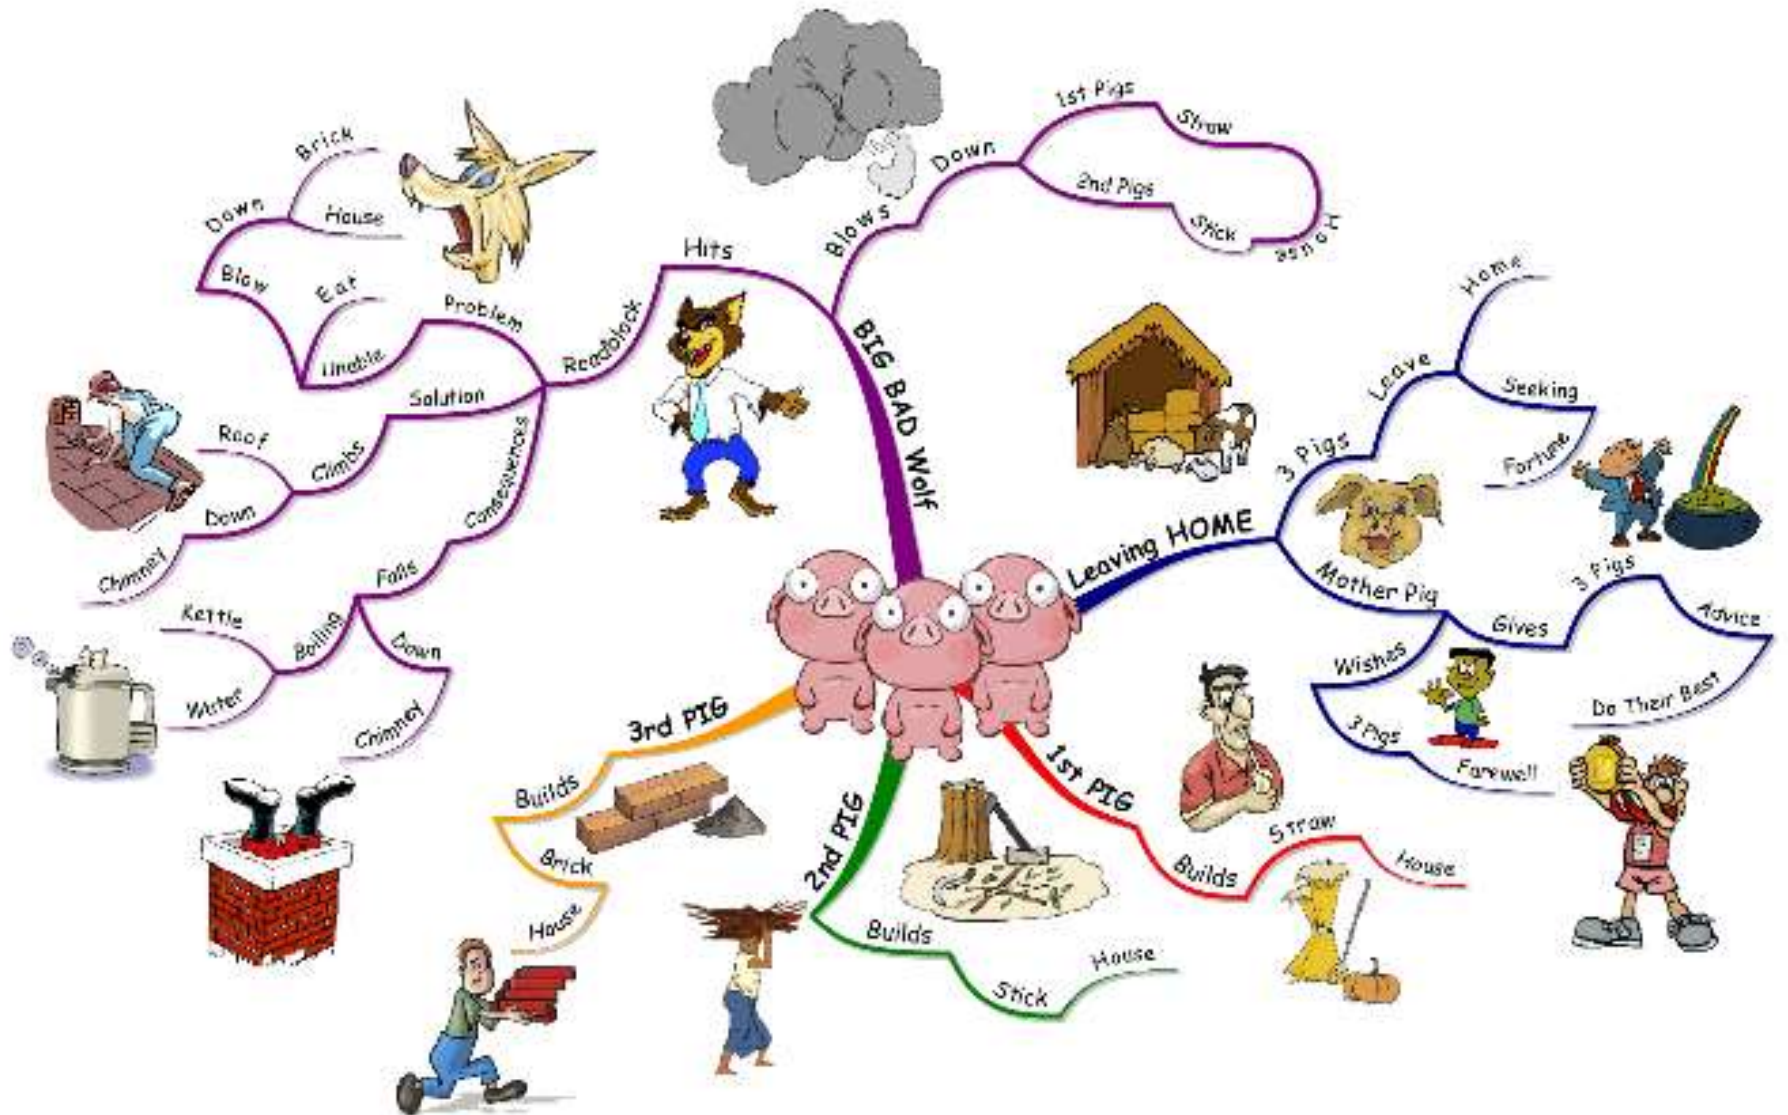 Leaving HOME
3 Pigs
Leave
Home
Seeking
Fortune
Mother Pig
Gives
3 Pigs
Advice
Do Their Best
Wishes
3 Pigs
Farewell
1st PIG
Builds
Straw
House
2nd PIG
Builds
Stick
House
3rd PIG
Builds
Brick
House
BIG BAD Wolf
Blows
Down
1st Pigs
Straw
2nd Pigs
Stick
House
Hits
Roadblock
Problem
Unable
Eat
Blow
Down
Brick
House
Solution
Climbs
Roof
Down
Chimney
Consequences
Falls
Boiling
Kettle
Water
Down
Chimney